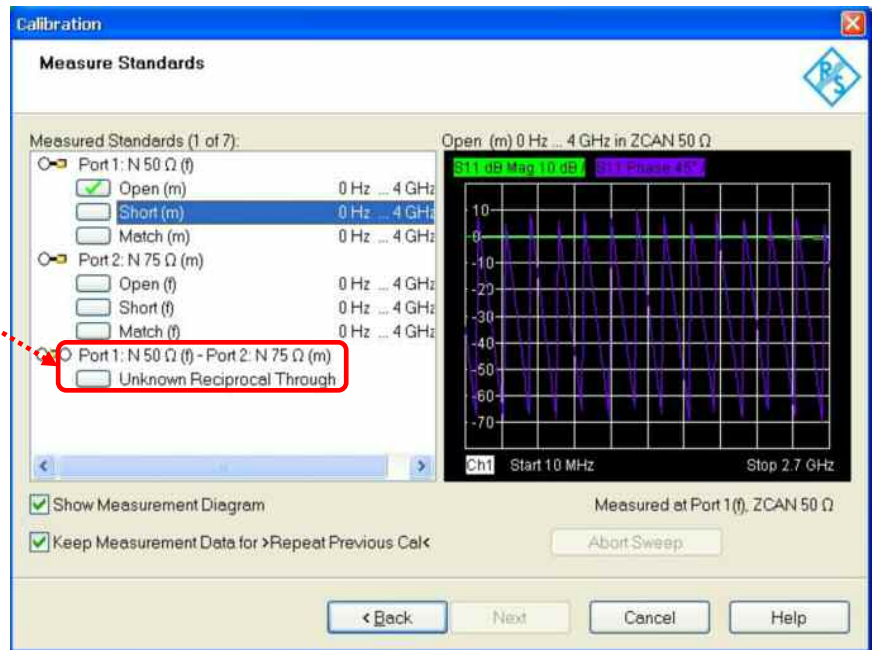 Calibration
Measure Standards
R S
Measured Standards (1 of 7):
Port 1: N 50 Ω (f)
Open (m) 0 Hz ... 4 GHz
Short (m) 0 Hz ... 4 GHz
Match (m) 0 Hz ... 4 GHz
Port 2: N 75 Ω (m)
Open (f) 0 Hz ... 4 GHz
Short (f) 0 Hz ... 4 GHz
Match (f) 0 Hz ... 4 GHz
Port 1: N 50 Ω (f) - Port 2: N 75 Ω (m)
Unknown Reciprocal Through
Open (m) 0 Hz ... 4 GHz in ZCAN 50 Ω
S11 dB Mag 10 dB / S11 Phase 45° /
10
0
-10
-20
-30
-40
-50
-60
-70
Ch1 Start 10 MHz Stop 2.7 GHz
Show Measurement Diagram
Measured at Port 1(f), ZCAN 50 Ω
Keep Measurement Data for >Repeat Previous Cal<
Abort Sweep
< Back Next Cancel Help